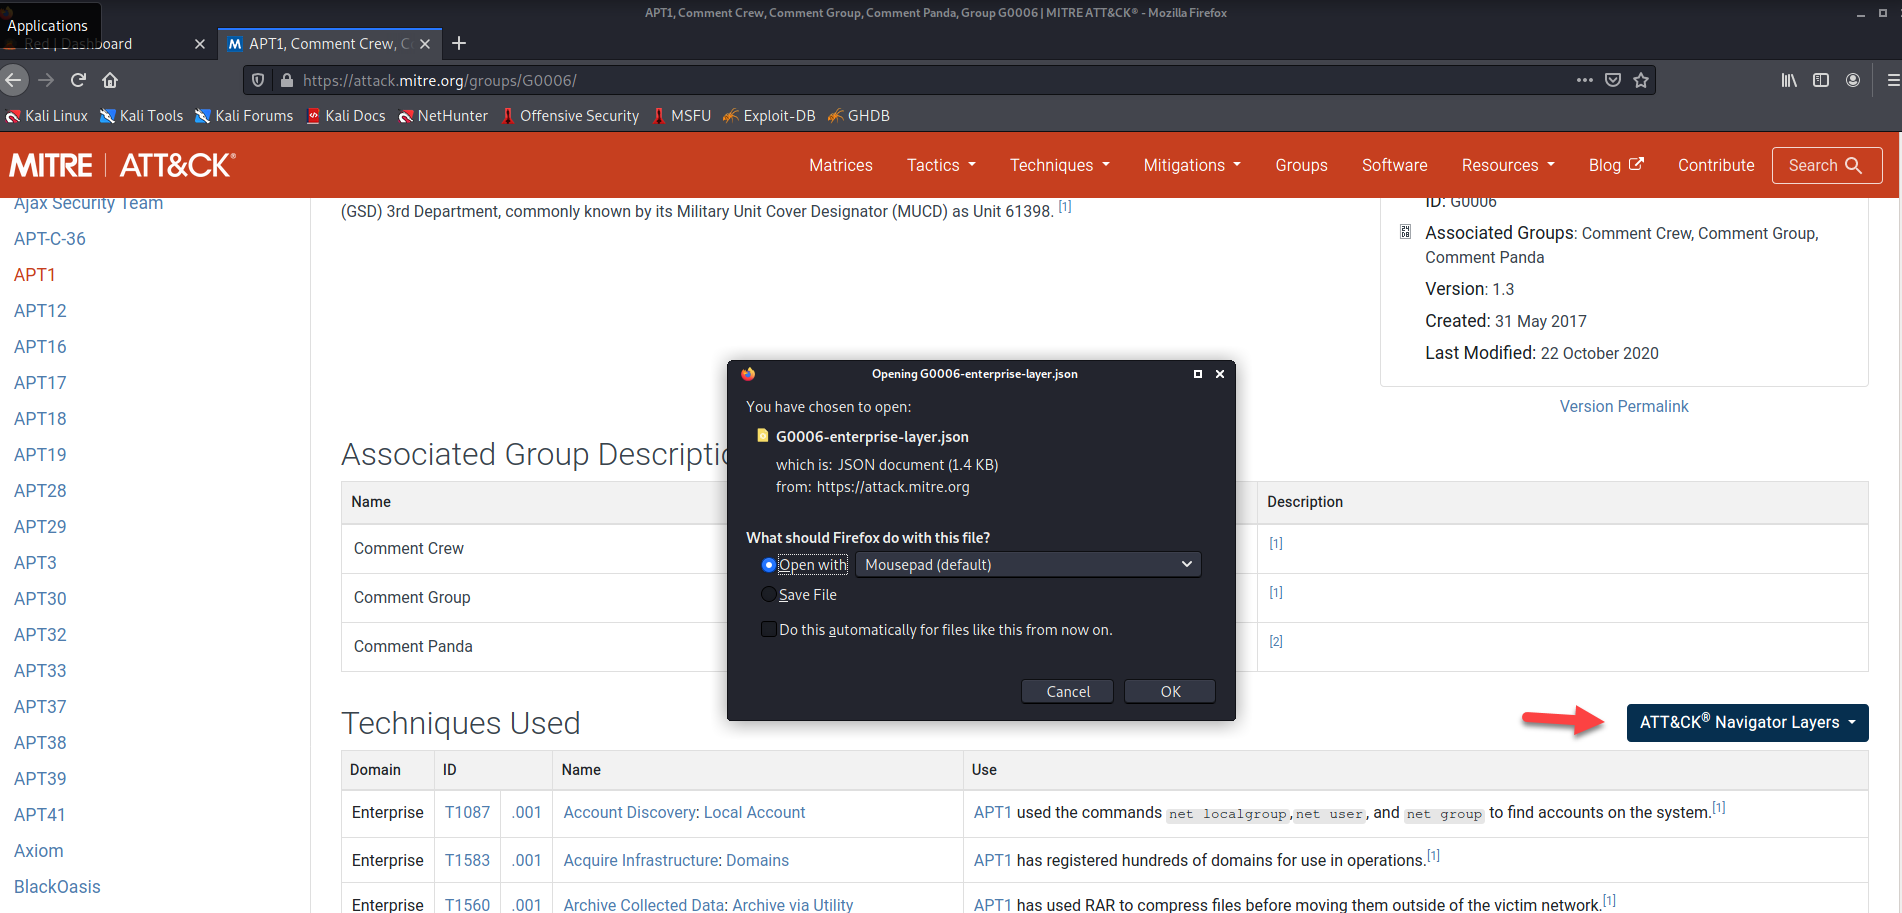 APT1, Comment Crew, Comment Group, Comment Panda, Group G0006 | MITRE ATT&CK® - Mozilla Firefox
Applications
Red | Dashboard
APT1, Comment Crew, C
https://attack.mitre.org/groups/G0006/
Kali Linux Kali Tools Kali Forums Kali Docs NetHunter Offensive Security MSFU Exploit-DB GHDB
MITRE | ATT&CK®
Matrices Tactics Techniques Mitigations Groups Software Resources Blog Contribute Search
Ajax Security Team
APT-C-36
APT1
APT12
APT16
APT17
APT18
APT19
APT28
APT29
APT3
APT30
APT32
APT33
APT37
APT38
APT39
APT41
Axiom
BlackOasis
(GSD) 3rd Department, commonly known by its Military Unit Cover Designator (MUCD) as Unit 61398. [1]
ID: G0006
Associated Groups: Comment Crew, Comment Group,
Comment Panda
Version: 1.3
Created: 31 May 2017
Last Modified: 22 October 2020
Version Permalink
Associated Group Descriptio
Name Description
Comment Crew [1]
Comment Group [1]
Comment Panda [2]
Opening G0006-enterprise-layer.json
You have chosen to open:
G0006-enterprise-layer.json
which is: JSON document (1.4 KB)
from: https://attack.mitre.org
What should Firefox do with this file?
Open with Mousepad (default)
Save File
Do this automatically for files like this from now on.
Cancel OK
Techniques Used
ATT&CK® Navigator Layers
Domain ID Name Use
Enterprise T1087 .001 Account Discovery: Local Account APT1 used the commands net localgroup,net user, and net group to find accounts on the system.[1]
Enterprise T1583 .001 Acquire Infrastructure: Domains APT1 has registered hundreds of domains for use in operations.[1]
Enterprise T1560 .001 Archive Collected Data: Archive via Utility APT1 has used RAR to compress files before moving them outside of the victim network.[1]